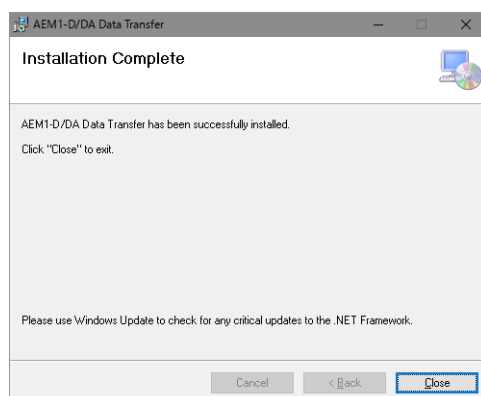 AEM1-D/DA Data Transfer
Installation Complete
AEM1-D/DA Data Transfer has been successfully installed.
Click "Close" to exit.
Please use Windows Update to check for any critical updates to the .NET Framework.
Cancel
< Back
Close